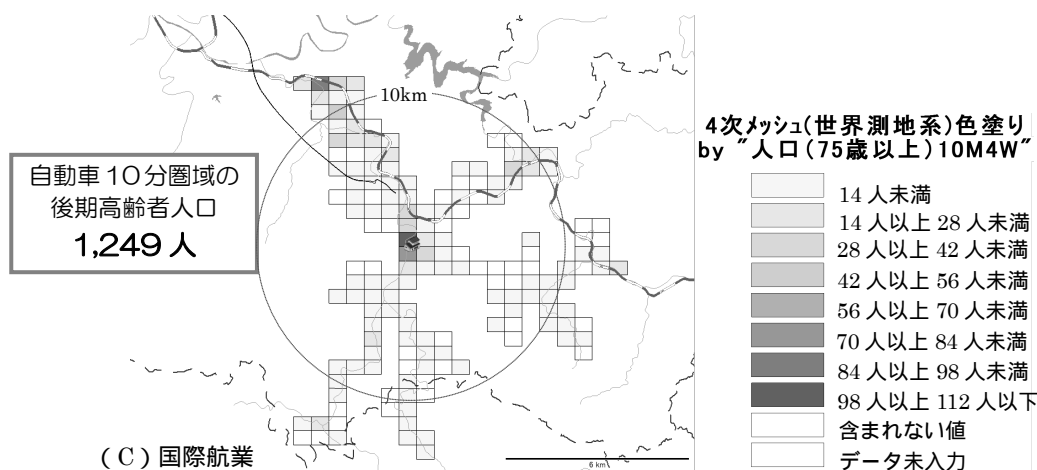 10km
自動車10分圏域の
後期高齢者人口
1,249人
(C)国際航業
6 km
4次メッシュ(世界測地系)色塗り
by "人口(75歳以上)10M4W"
14人未満
14人以上28人未満
28人以上42人未満
42人以上56人未満
56人以上70人未満
70人以上84人未満
84人以上98人未満
98人以上112人以下
含まれない値
データ未入力